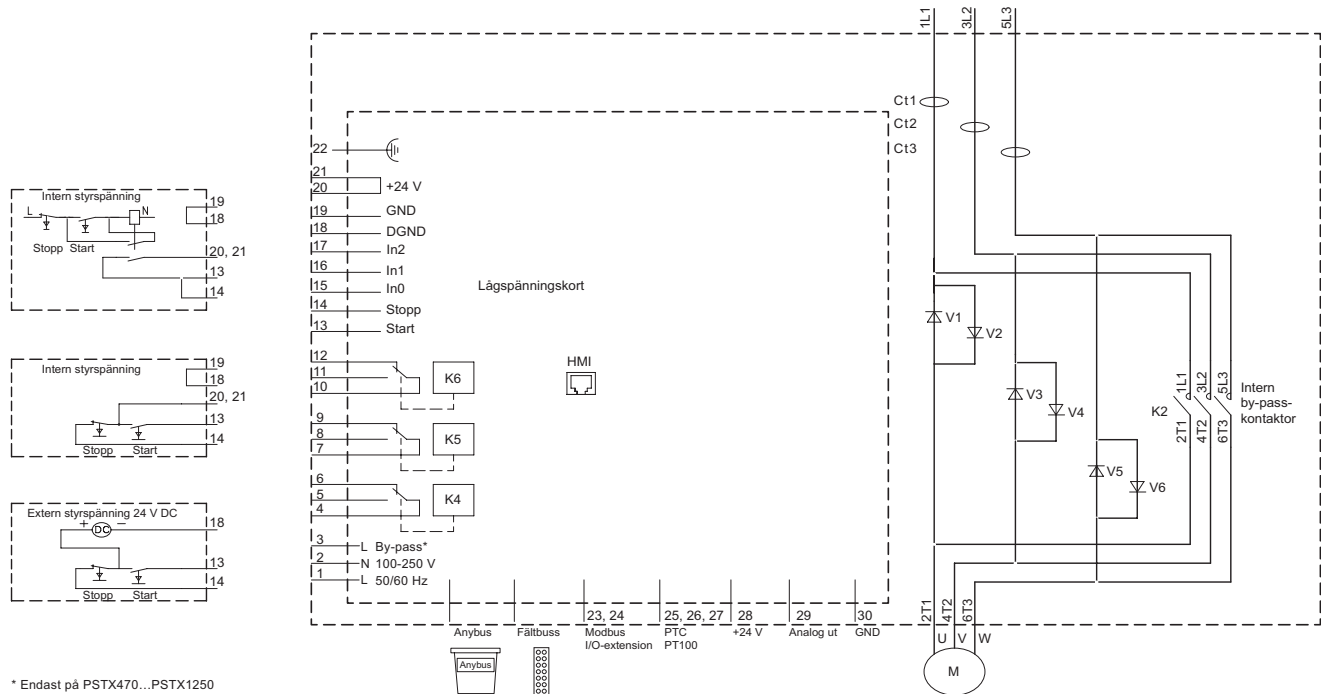 1L1
3L2
5L3
Ct1
Ct2
Ct3
22
21
20
+24 V
19
GND
18
DGND
17
In2
16
In1
15
In0
14
Stopp
13
Start
Lågspänningskort
HMI
12
11
10
K6
9
8
7
K5
6
5
4
K4
3
L By-pass*
2
N 100-250 V
1
L 50/60 Hz
Intern styrspänning
L
N
Stopp Start
19
18
20, 21
13
14
Intern styrspänning
19
18
20, 21
13
14
Stopp Start
Extern styrspänning 24 V DC
+ DC −
18
13
14
Stopp Start
V1
V2
V3
V4
V5
V6
K2
1L1
3L2
5L3
2T1
4T2
6T3
Intern
by-pass-
kontaktor
23, 24
25, 26, 27
28
29
30
Anybus
Fältbuss
Modbus
I/O-extension
PTC
PT100
+24 V
Analog ut
GND
Anybus
2T1
4T2
6T3
U
V
W
M
* Endast på PSTX470...PSTX1250